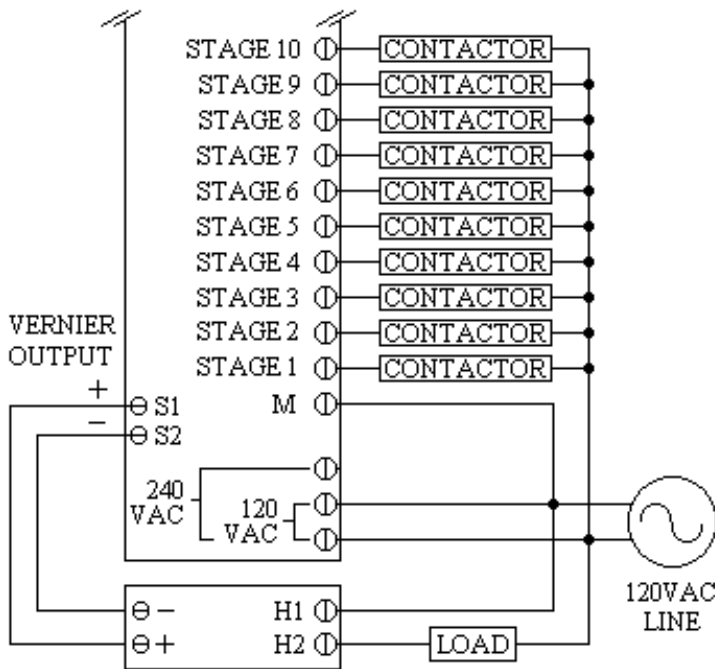 STAGE 10 CONTACTOR
STAGE 9 CONTACTOR
STAGE 8 CONTACTOR
STAGE 7 CONTACTOR
STAGE 6 CONTACTOR
STAGE 5 CONTACTOR
STAGE 4 CONTACTOR
STAGE 3 CONTACTOR
STAGE 2 CONTACTOR
STAGE 1 CONTACTOR
VERNIER
OUTPUT
+ S1
- S2
M
240
VAC
120
VAC
120VAC
LINE
- H1
+ H2 LOAD